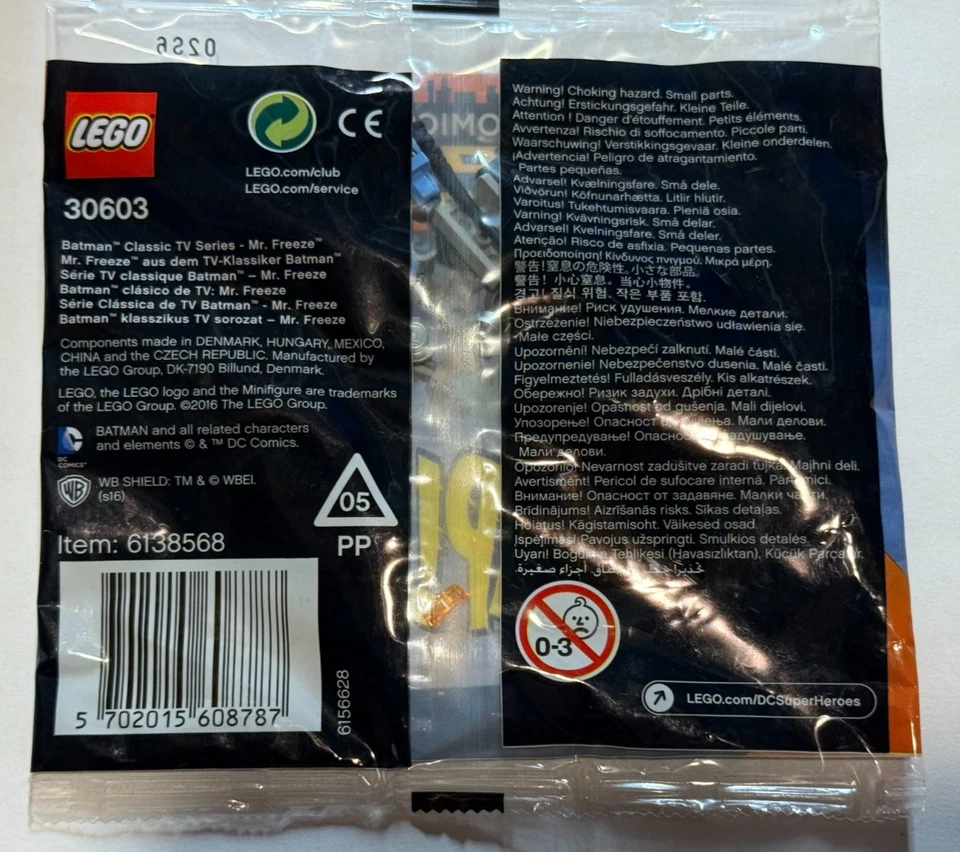 02S6
LEGO
CE
LEGO.com/club
LEGO.com/service
30603
Batman™ Classic TV Series - Mr. Freeze™
Mr. Freeze™ aus dem TV-Klassiker Batman™
Série TV classique Batman™ – Mr. Freeze
Batman™ clásico de TV: Mr. Freeze
Série Clássica de TV Batman™ - Mr. Freeze
Batman™ klasszikus TV sorozat – Mr. Freeze
Components made in DENMARK, HUNGARY, MEXICO,
CHINA and the CZECH REPUBLIC. Manufactured by
the LEGO Group, DK-7190 Billund, Denmark.
LEGO, the LEGO logo and the Minifigure are trademarks
of the LEGO Group. ©2016 The LEGO Group.
DC
COMICS™
BATMAN and all related characters
and elements © & ™ DC Comics.
WB
WB SHIELD: TM & © WBEI.
(s16)
05
PP
Item: 6138568
5 702015 608787
6156628
Warning! Choking hazard. Small parts.
Achtung! Erstickungsgefahr. Kleine Teile.
Attention ! Danger d'étouffement. Petits éléments.
Avvertenza! Rischio di soffocamento. Piccole parti.
Waarschuwing! Verstikkingsgevaar. Kleine onderdelen.
¡Advertencia! Peligro de atragantamiento.
Partes pequeñas.
Advarsel! Kvælningsfare. Små dele.
Viðvörun! Köfnunarhætta. Litlir hlutir.
Varoitus! Tukehtumisvaara. Pieniä osia.
Varning! Kvävningsrisk. Små delar.
Advarsel! Kvelningsfare. Små deler.
Atenção! Risco de asfixia. Pequenas partes.
Προειδοποίηση! Κίνδυνος πνιγμού. Μικρά μέρη.
警告!窒息の危険性。小さな部品。
警告! 小心窒息。当心小物件。
경고! 질식 위험. 작은 부품 포함.
Внимание! Риск удушения. Мелкие детали.
Ostrzeżenie! Niebezpieczeństwo udławienia się.
Małe części.
Upozornění! Nebezpečí zalknutí. Malé části.
Upozornenie! Nebezpečenstvo dusenia. Malé časti.
Figyelmeztetés! Fulladásveszély. Kis alkatrészek.
Обережно! Ризик задухи. Дрібні деталі.
Upozorenje! Opasnost od gušenja. Mali dijelovi.
Упозорење! Опасност Мали делови.
Предупредување! Опасност задушување.
Мали делови.
Opozorilo! Nevarnost zadušitve zaradi tujka. Majhni deli.
Avertisment! Pericol de sufocare internă. Părți mici.
Внимание! Опасност от задавяне. Малки части.
Brīdinājums! Aizrīšanās risks. Sīkas detaļas.
Hoiatus! Kägistamisoht. Väikesed osad.
Įspėjimas! Pavojus užspringti. Smulkios detalės.
Uyarı! Boğulma Tehlikesi (Havasızlıktan), Küçük Parçalar.
أجزاء صغيرة.
0-3
LEGO.com/DCSuperHeroes